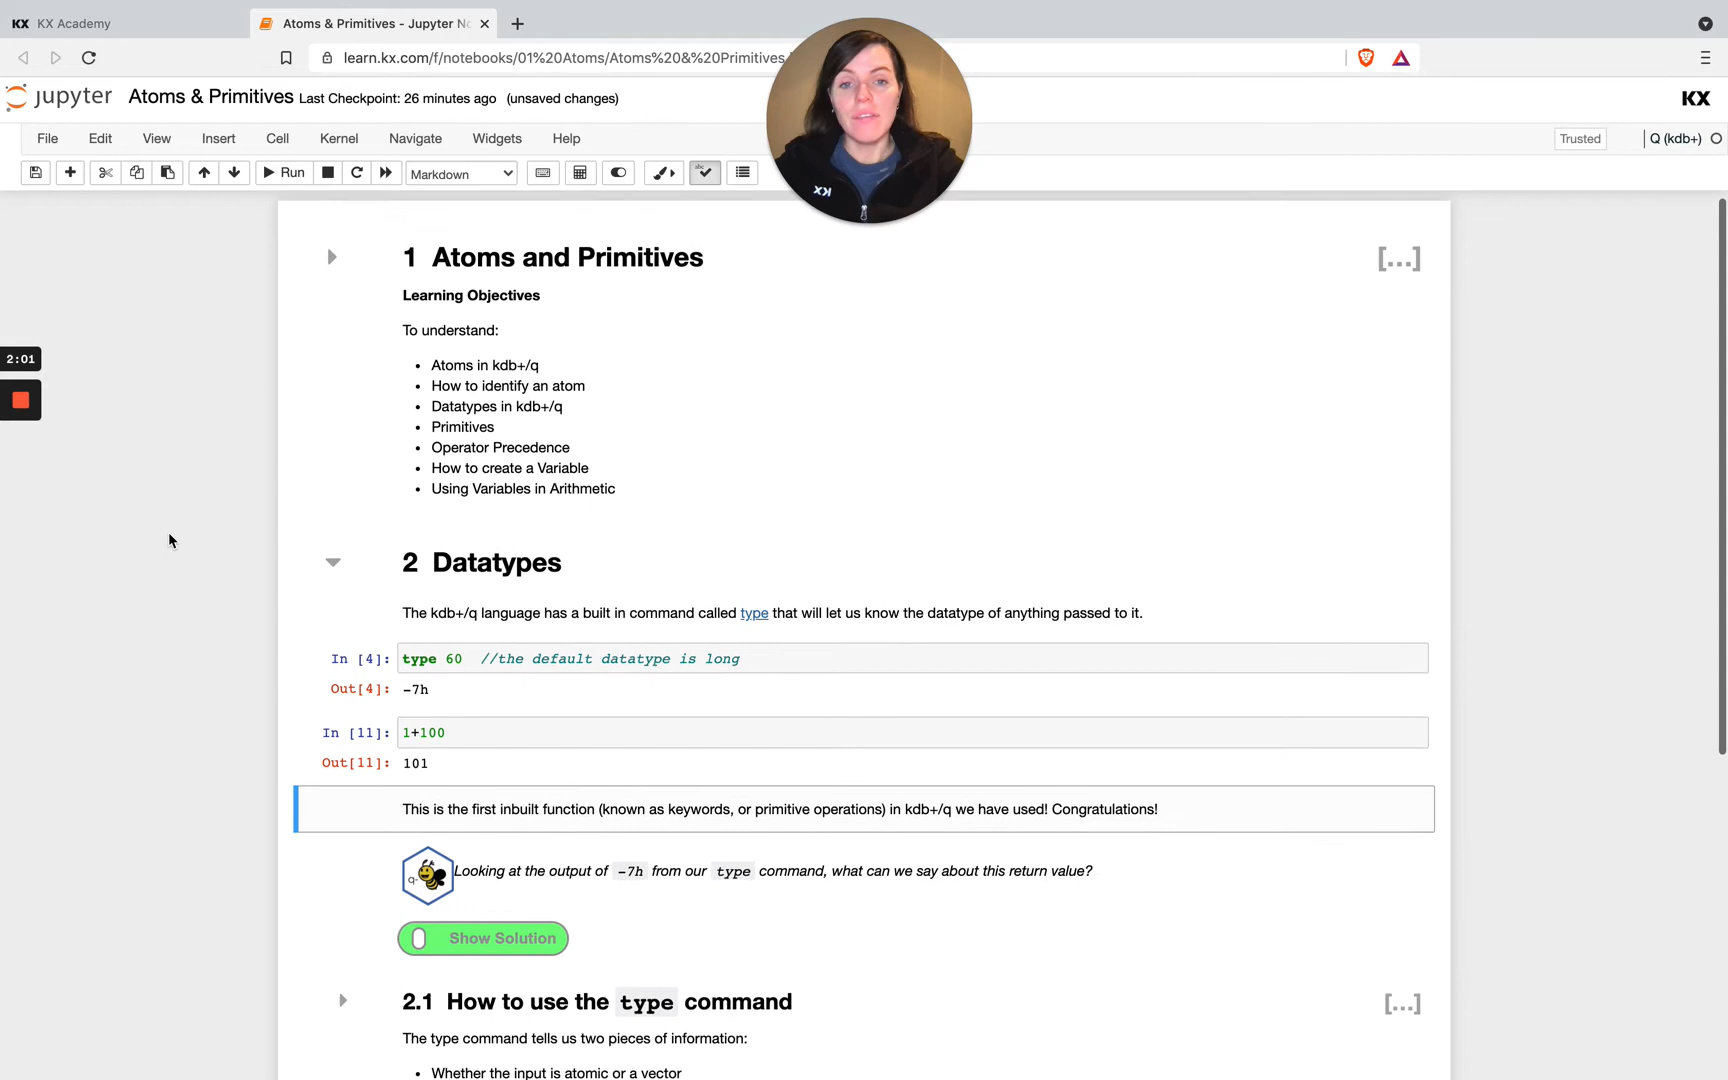 KX KX Academy
Atoms & Primitives - Jupyter No
learn.kx.com/f/notebooks/01%20Atoms/Atoms%20&%20Primitives.
jupyter Atoms & Primitives Last Checkpoint: 26 minutes ago (unsaved changes)
KX
File Edit View Insert Cell Kernel Navigate Widgets Help
Trusted Q (kdb+)
Run Markdown
KX
1 Atoms and Primitives
[...]
Learning Objectives
To understand:
2:01
• Atoms in kdb+/q
• How to identify an atom
• Datatypes in kdb+/q
• Primitives
• Operator Precedence
• How to create a Variable
• Using Variables in Arithmetic
2 Datatypes
The kdb+/q language has a built in command called type that will let us know the datatype of anything passed to it.
In [4]: type 60 //the default datatype is long
Out[4]: -7h
In [11]: 1+100
Out[11]: 101
This is the first inbuilt function (known as keywords, or primitive operations) in kdb+/q we have used! Congratulations!
q- Looking at the output of -7h from our type command, what can we say about this return value?
Show Solution
2.1 How to use the type command
[...]
The type command tells us two pieces of information:
• Whether the input is atomic or a vector